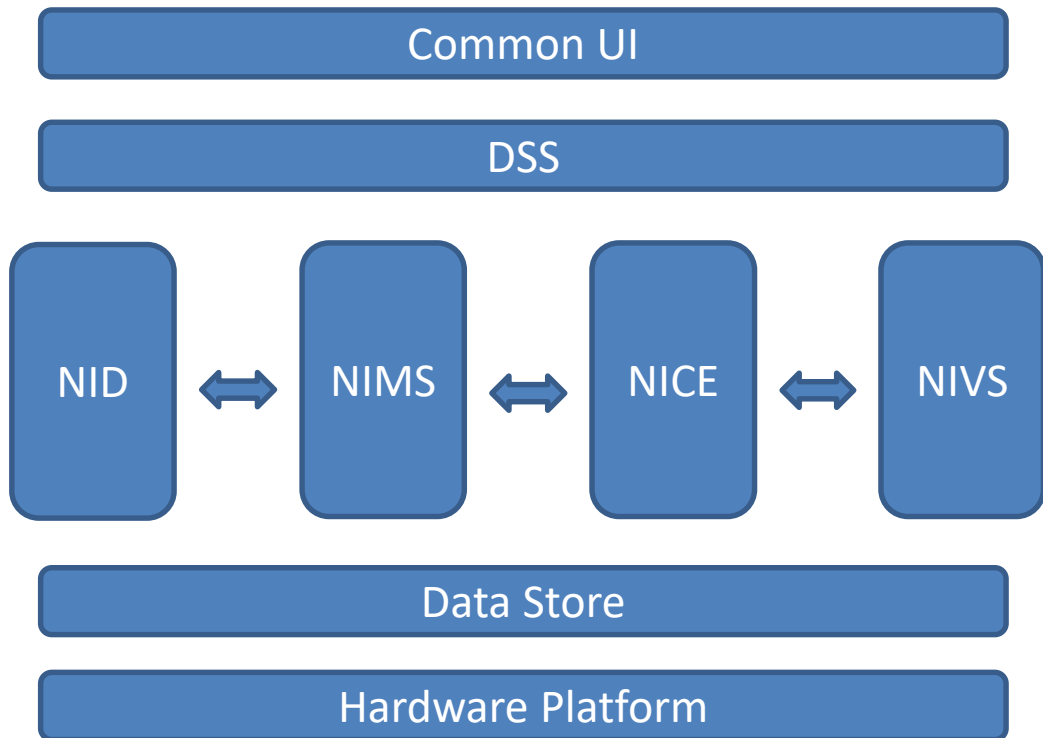 Common UI
DSS
NID
NIMS
NICE
NIVS
Data Store
Hardware Platform